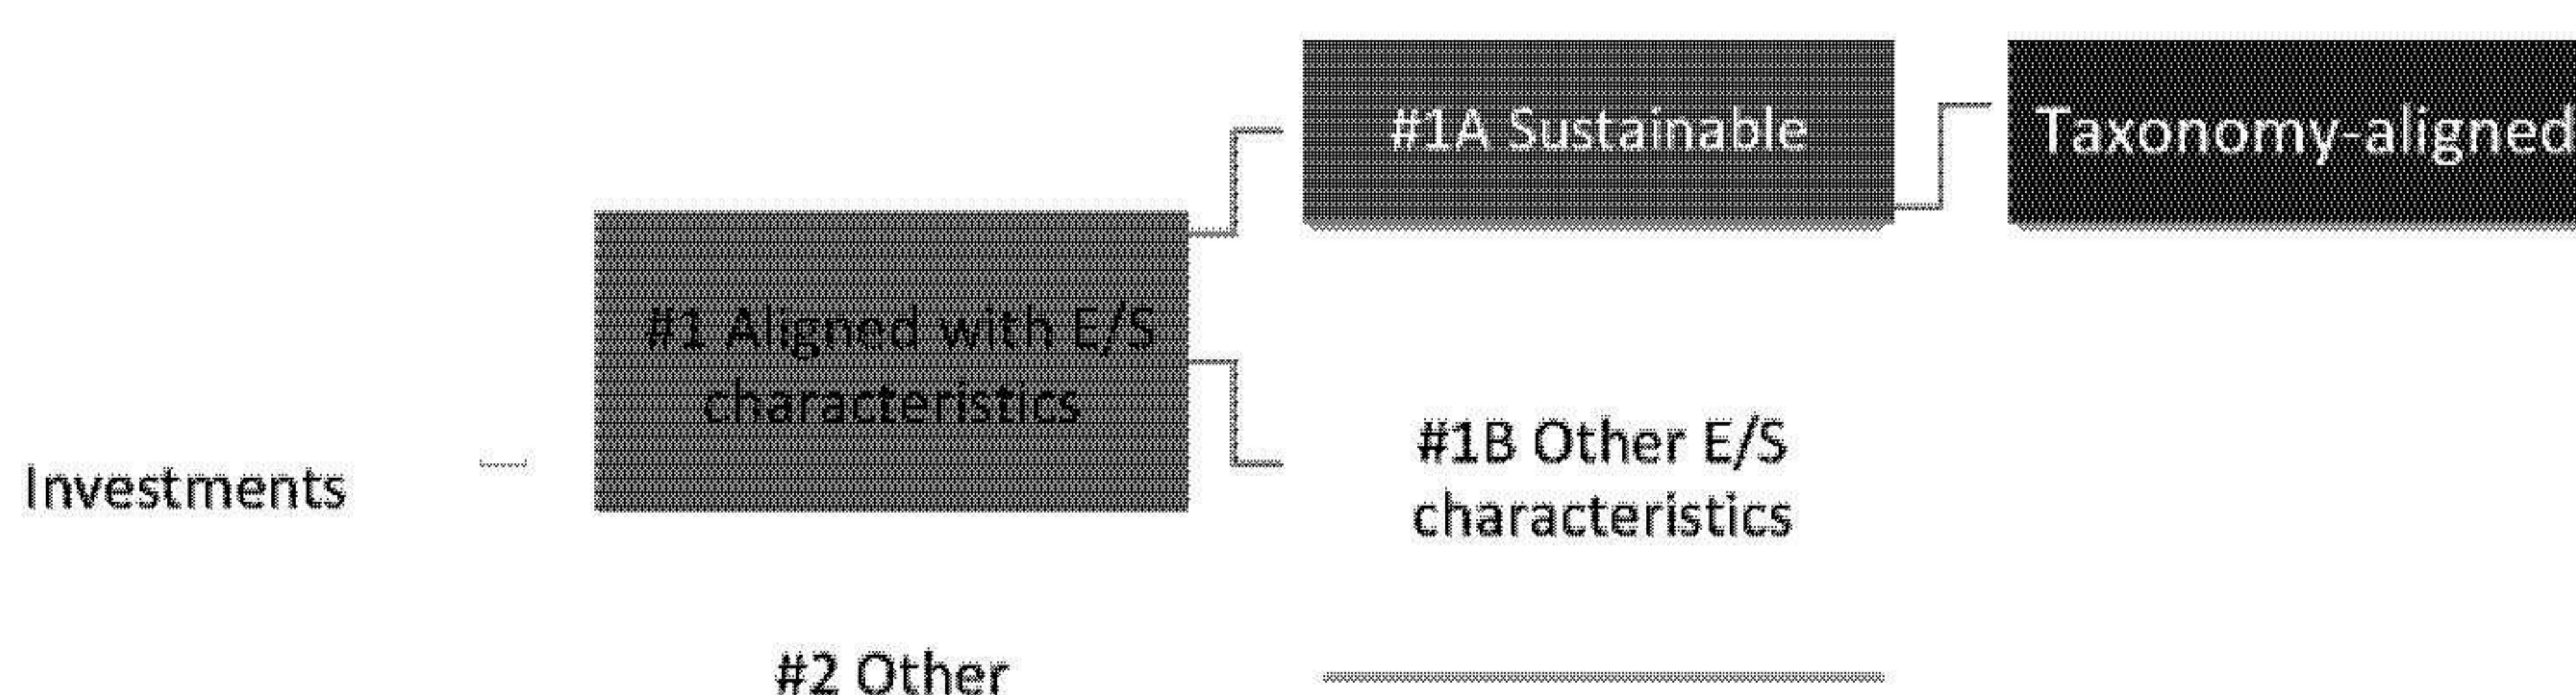 #1A Sustainable
Taxonomy-aligned
#1 Aligned with E/S
characteristics
#1B Other E/S
characteristics
Investments
#2 Other